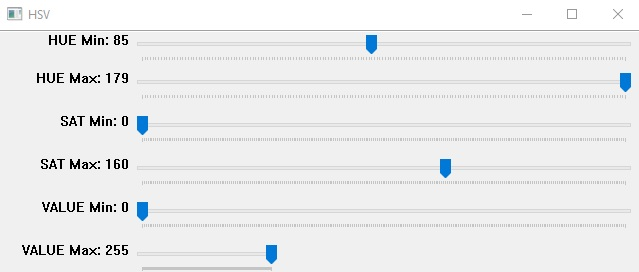 HSV
HUE Min: 85
HUE Max: 179
SAT Min: 0
SAT Max: 160
VALUE Min: 0
VALUE Max: 255